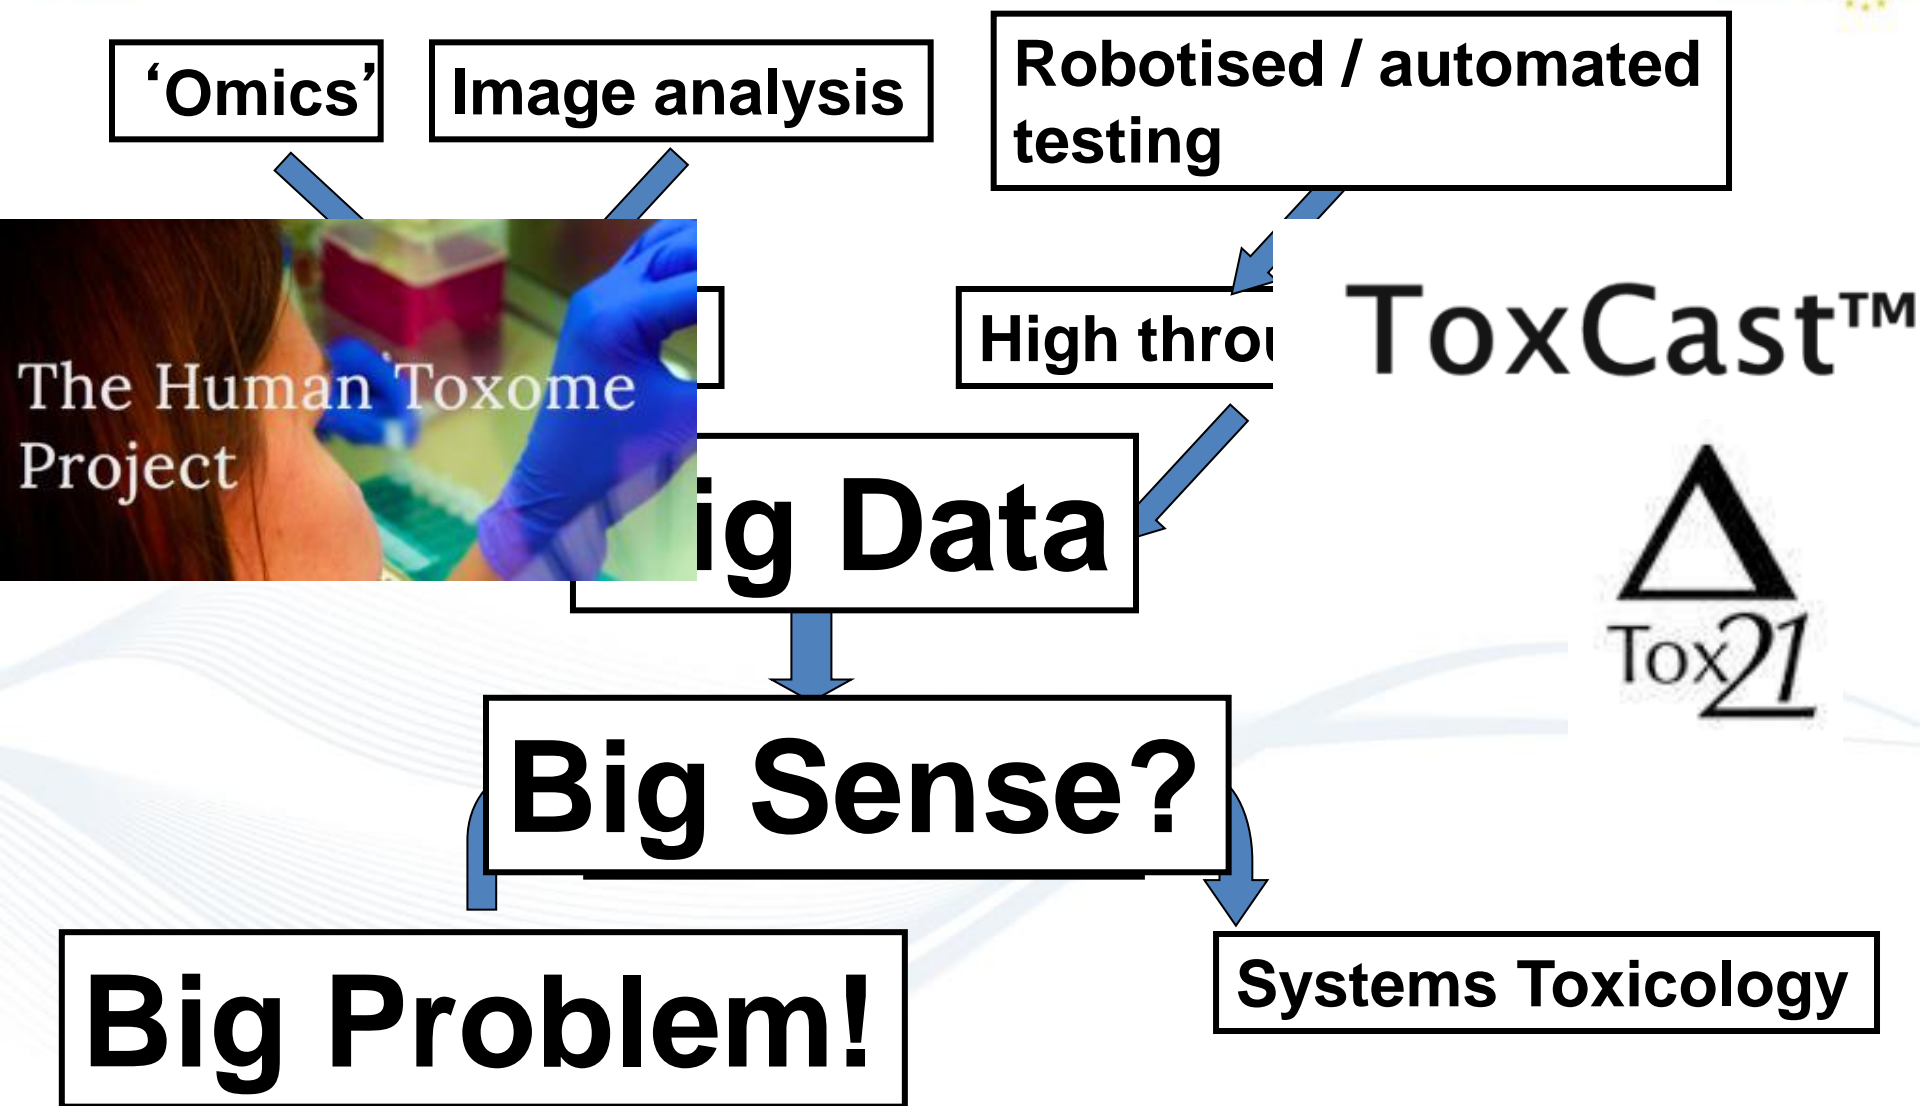 ‘Omics’
Image analysis
Robotised / automated
testing
The Human Toxome
Project
High throu
ToxCast™
ig Data
Tox21
Big Sense?
Big Problem!
Systems Toxicology